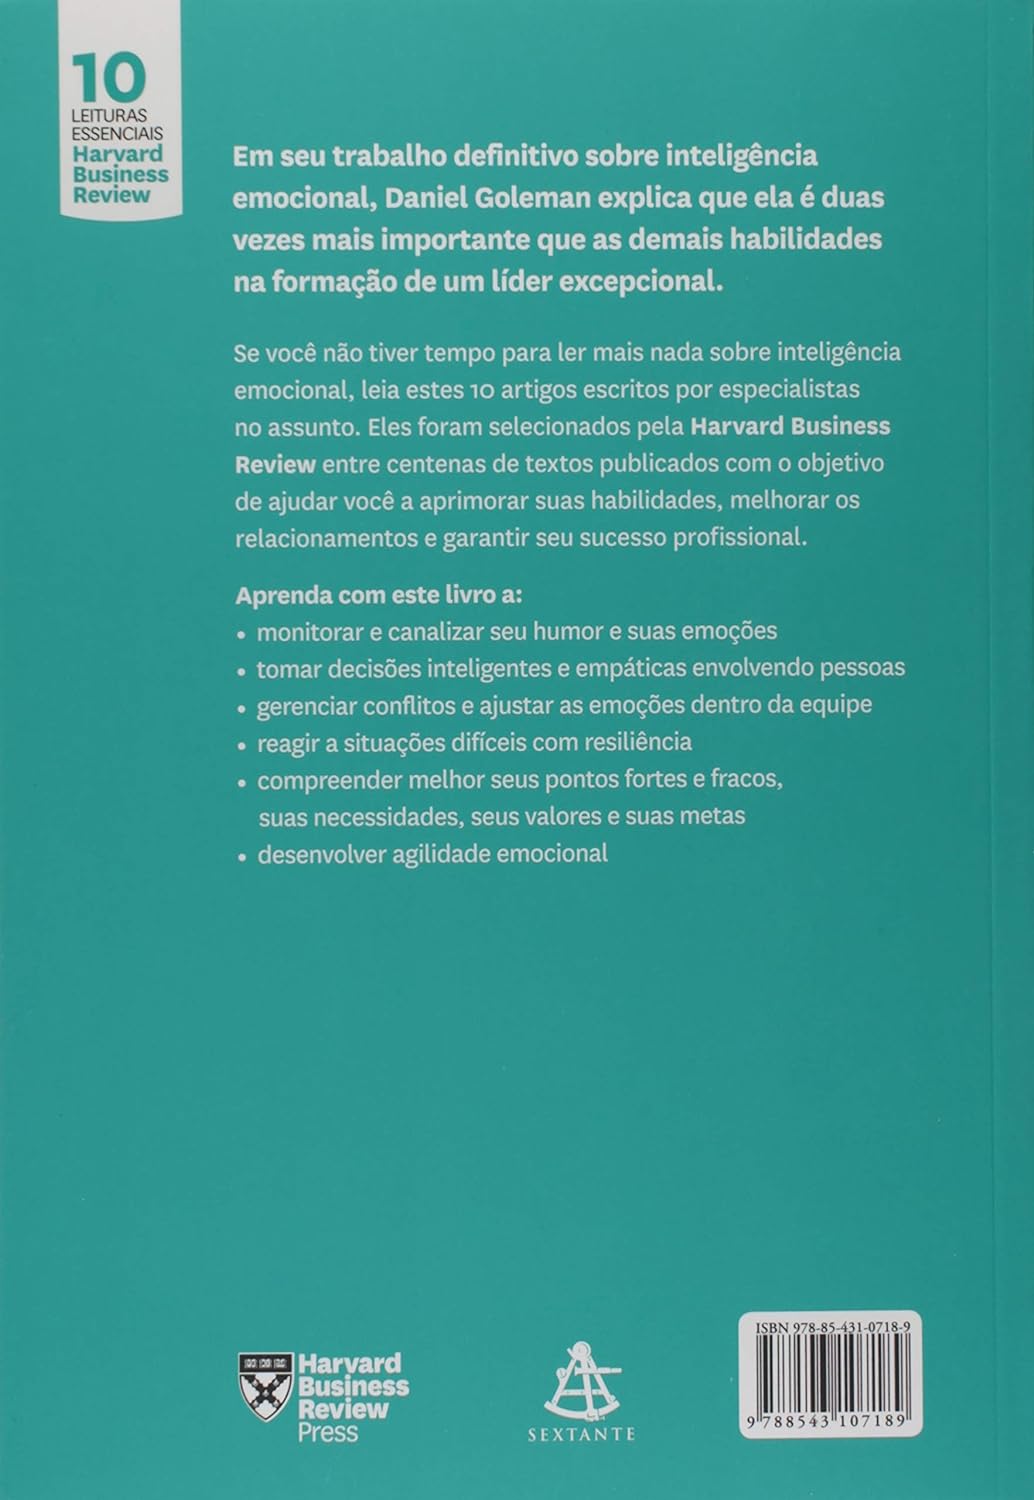 10
LEITURAS
ESSENCIAIS
Harvard
Business
Review
Em seu trabalho definitivo sobre inteligência
emocional, Daniel Goleman explica que ela é duas
vezes mais importante que as demais habilidades
na formação de um líder excepcional.
Se você não tiver tempo para ler mais nada sobre inteligência
emocional, leia estes 10 artigos escritos por especialistas
no assunto. Eles foram selecionados pela Harvard Business
Review entre centenas de textos publicados com o objetivo
de ajudar você a aprimorar suas habilidades, melhorar os
relacionamentos e garantir seu sucesso profissional.
Aprenda com este livro a:
• monitorar e canalizar seu humor e suas emoções
• tomar decisões inteligentes e empáticas envolvendo pessoas
• gerenciar conflitos e ajustar as emoções dentro da equipe
• reagir a situações difíceis com resiliência
• compreender melhor seus pontos fortes e fracos,
suas necessidades, seus valores e suas metas
• desenvolver agilidade emocional
Harvard
Business
Review
Press
SEXTANTE
ISBN 978-85-431-0718-9
9 788543 107189